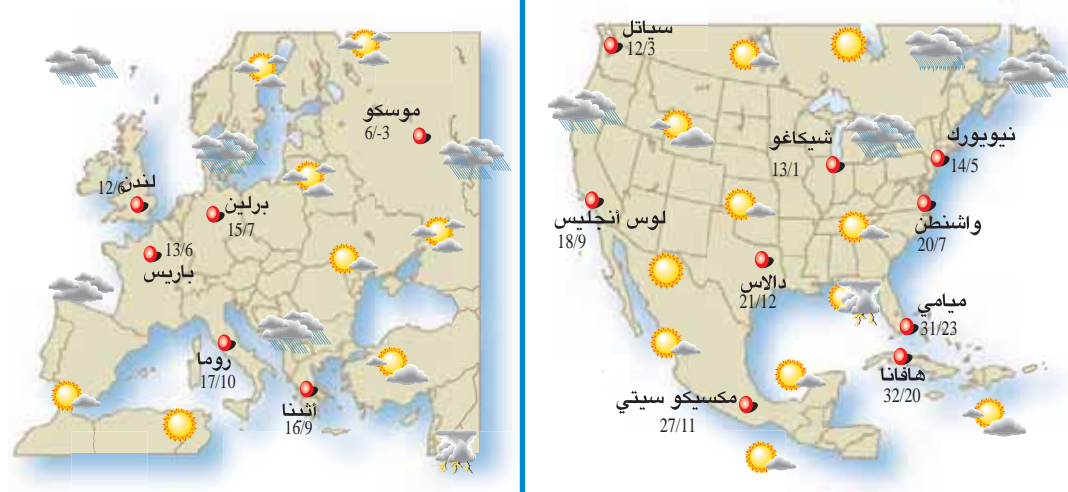 سياتل
12/3
شيكاغو
13/1
نيويورك
14/5
واشنطن
20/7
لوس أنجليس
18/9
دالاس
21/12
ميامي
31/23
هافانا
32/20
مكسيكو سيتي
27/11
موسكو
6/-3
لندن
12/6
برلين
15/7
13/6
باريس
روما
17/10
أثينا
16/9